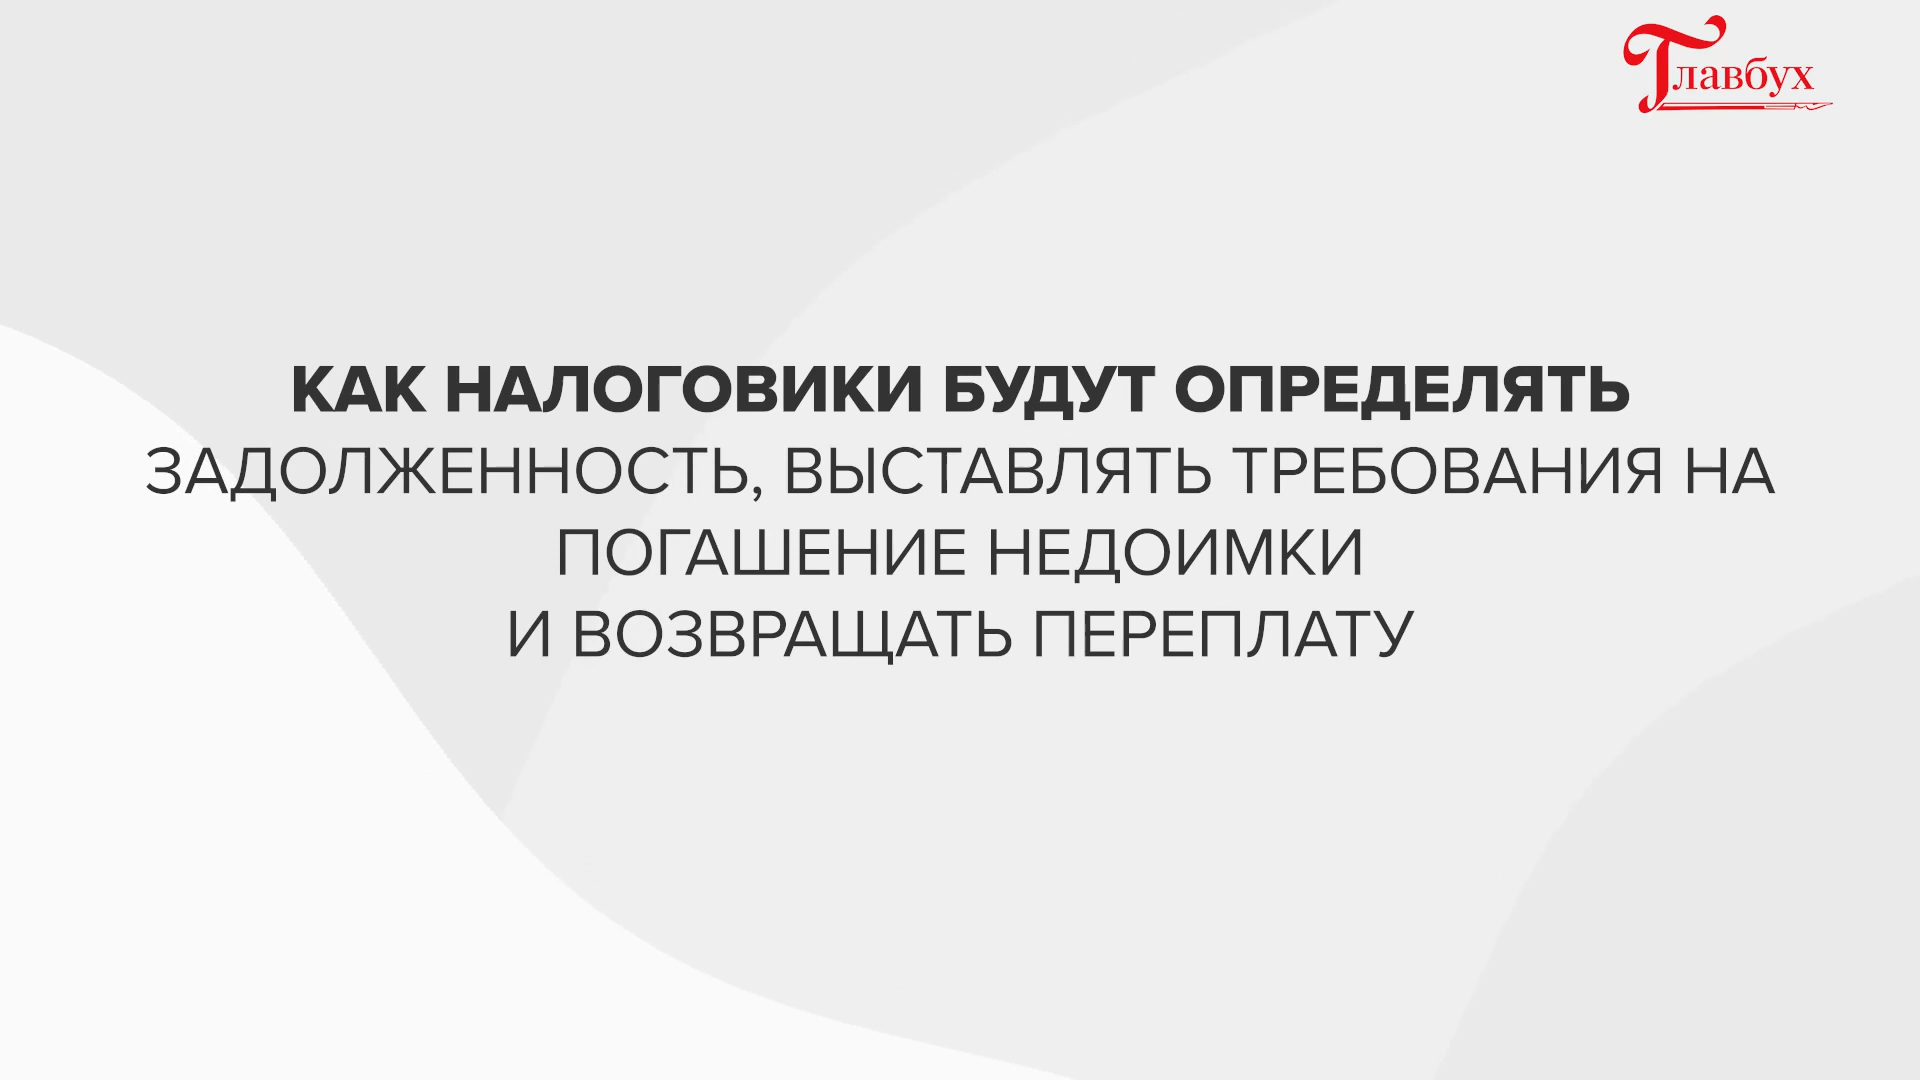 Главбух
КАК НАЛОГОВИКИ БУДУТ ОПРЕДЕЛЯТЬ
ЗАДОЛЖЕННОСТЬ, ВЫСТАВЛЯТЬ ТРЕБОВАНИЯ НА
ПОГАШЕНИЕ НЕДОИМКИ
И ВОЗВРАЩАТЬ ПЕРЕПЛАТУ